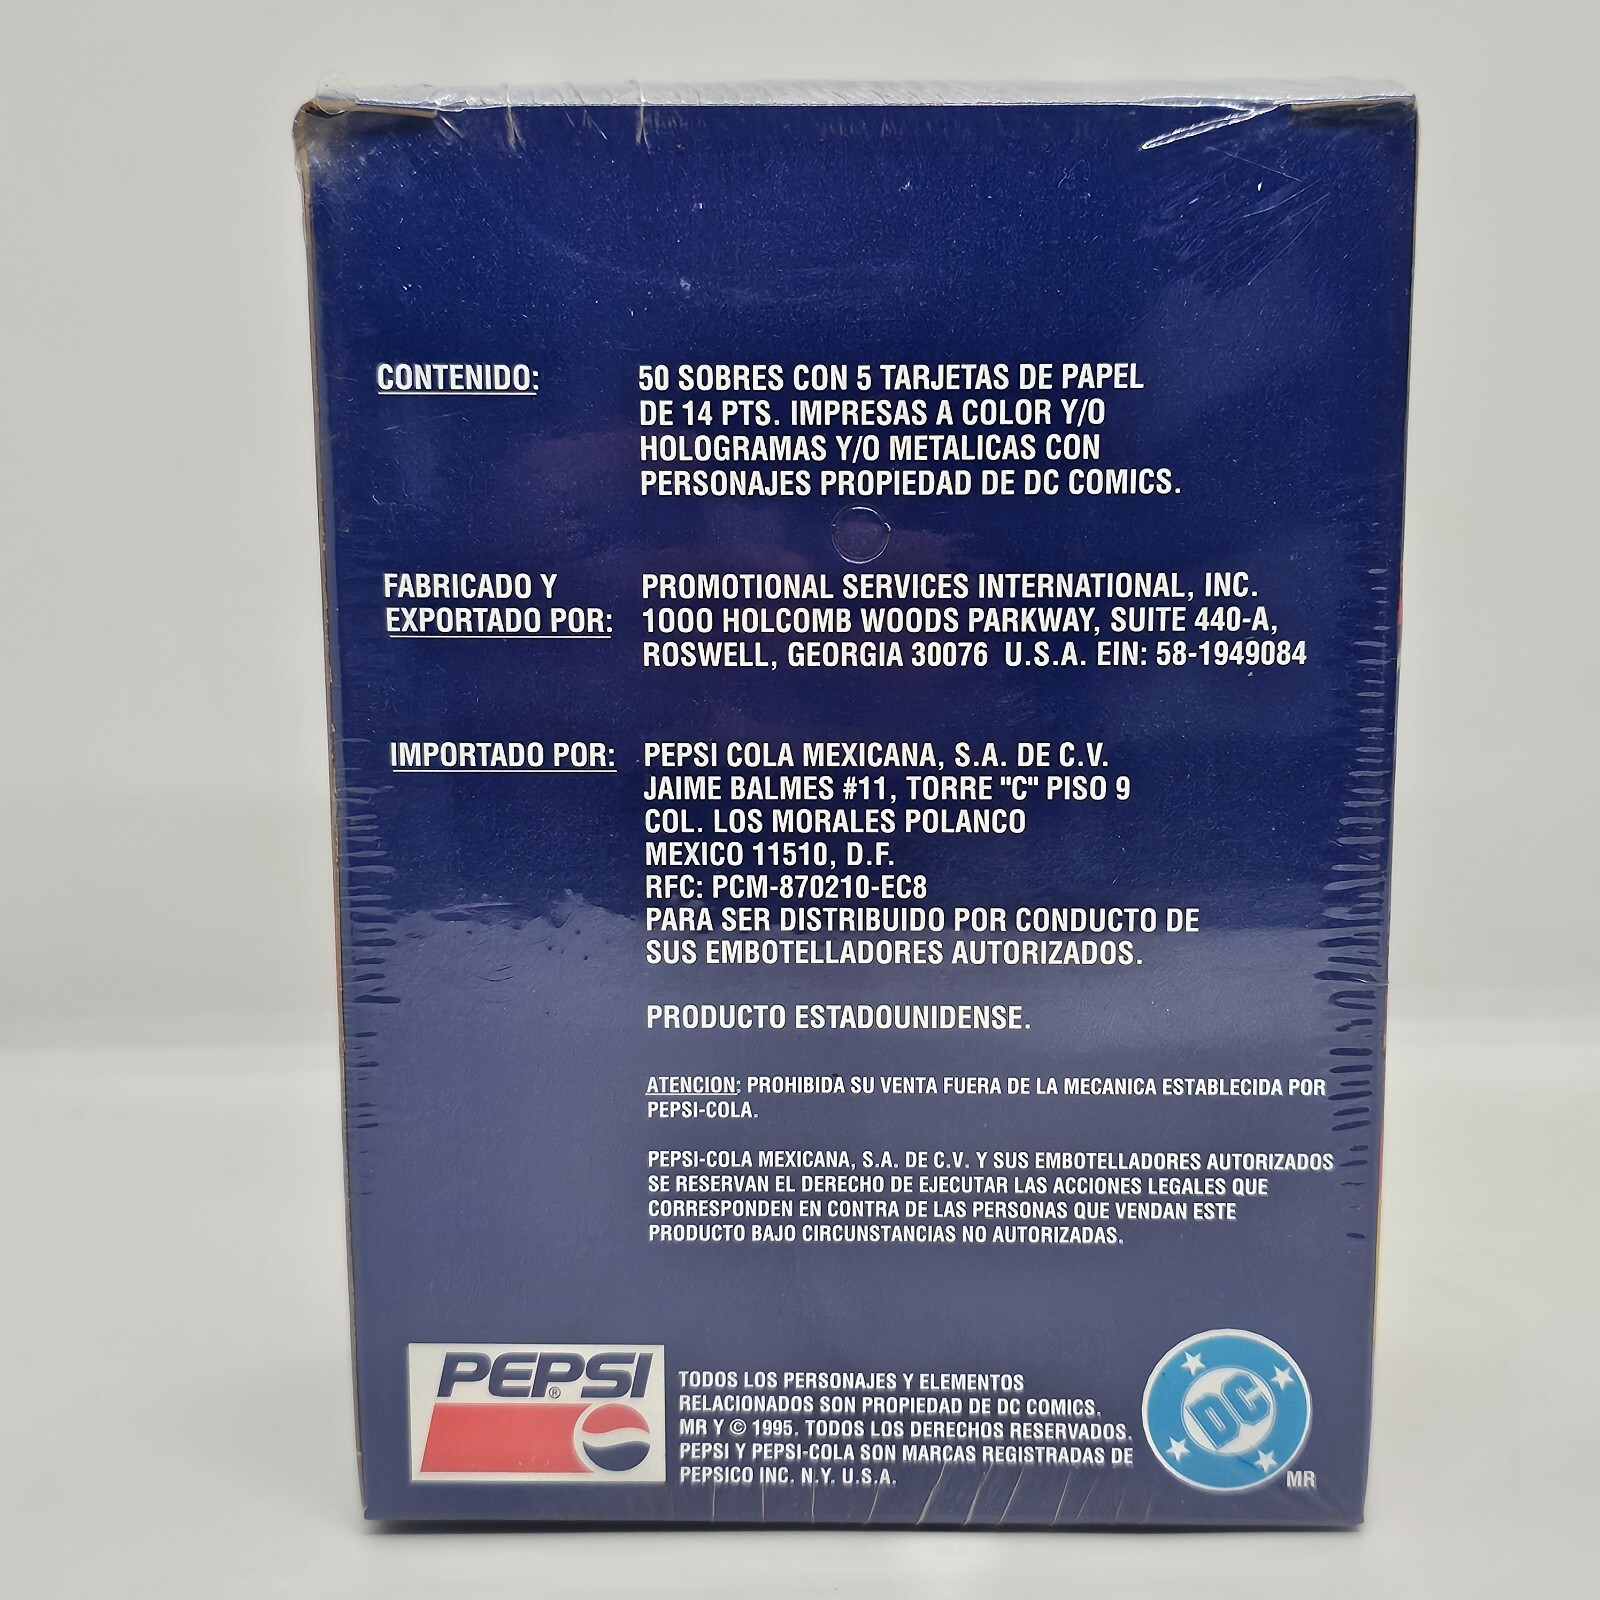 CONTENIDO: 50 SOBRES CON 5 TARJETAS DE PAPEL
DE 14 PTS. IMPRESAS A COLOR Y/O
HOLOGRAMAS Y/O METALICAS CON
PERSONAJES PROPIEDAD DE DC COMICS.
FABRICADO Y PROMOTIONAL SERVICES INTERNATIONAL, INC.
EXPORTADO POR: 1000 HOLCOMB WOODS PARKWAY, SUITE 440-A,
ROSWELL, GEORGIA 30076 U.S.A. EIN: 58-1949084
IMPORTADO POR: PEPSI COLA MEXICANA, S.A. DE C.V.
JAIME BALMES #11, TORRE "C" PISO 9
COL. LOS MORALES POLANCO
MEXICO 11510, D.F.
RFC: PCM-870210-EC8
PARA SER DISTRIBUIDO POR CONDUCTO DE
SUS EMBOTELLADORES AUTORIZADOS.
PRODUCTO ESTADOUNIDENSE.
ATENCION: PROHIBIDA SU VENTA FUERA DE LA MECANICA ESTABLECIDA POR
PEPSI-COLA.
PEPSI-COLA MEXICANA, S.A. DE C.V. Y SUS EMBOTELLADORES AUTORIZADOS
SE RESERVAN EL DERECHO DE EJECUTAR LAS ACCIONES LEGALES QUE
CORRESPONDEN EN CONTRA DE LAS PERSONAS QUE VENDAN ESTE
PRODUCTO BAJO CIRCUNSTANCIAS NO AUTORIZADAS.
PEPSI ®
TODOS LOS PERSONAJES Y ELEMENTOS
RELACIONADOS SON PROPIEDAD DE DC COMICS.
MR Y © 1995. TODOS LOS DERECHOS RESERVADOS.
PEPSI Y PEPSI-COLA SON MARCAS REGISTRADAS DE
PEPSICO INC. N.Y. U.S.A.
DC
MR